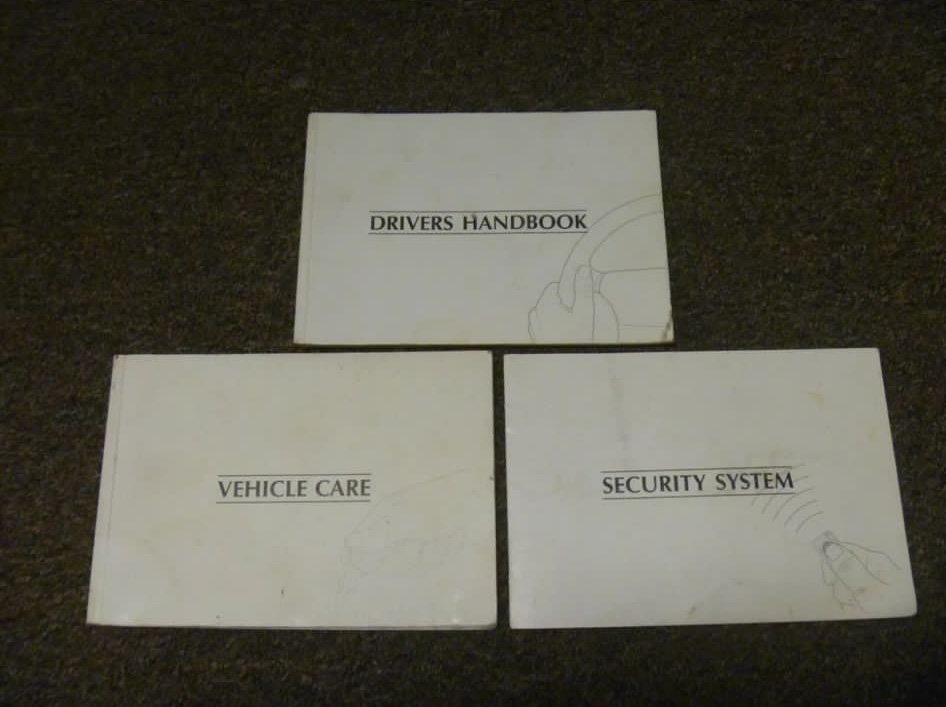 DRIVERS HANDBOOK
VEHICLE CARE
SECURITY SYSTEM